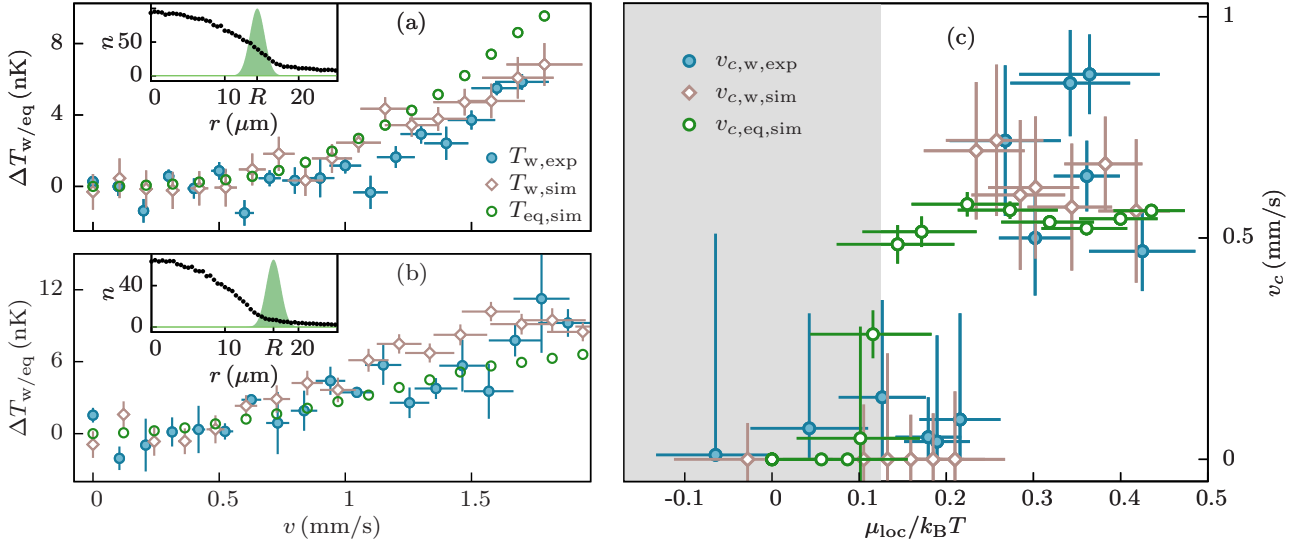 (a)
ΔT_w/eq (nK)
8
4
0
n
50
0
0
10
R
20
r (μm)
T_w,exp
T_w,sim
T_eq,sim
(b)
ΔT_w/eq (nK)
12
6
0
n
40
0
0
10
R
20
r (μm)
0
0.5
1
1.5
v (mm/s)
(c)
v_c,w,exp
v_c,w,sim
v_c,eq,sim
1
0.5
0
v_c (mm/s)
-0.1
0
0.1
0.2
0.3
0.4
0.5
μ_loc/k_BT